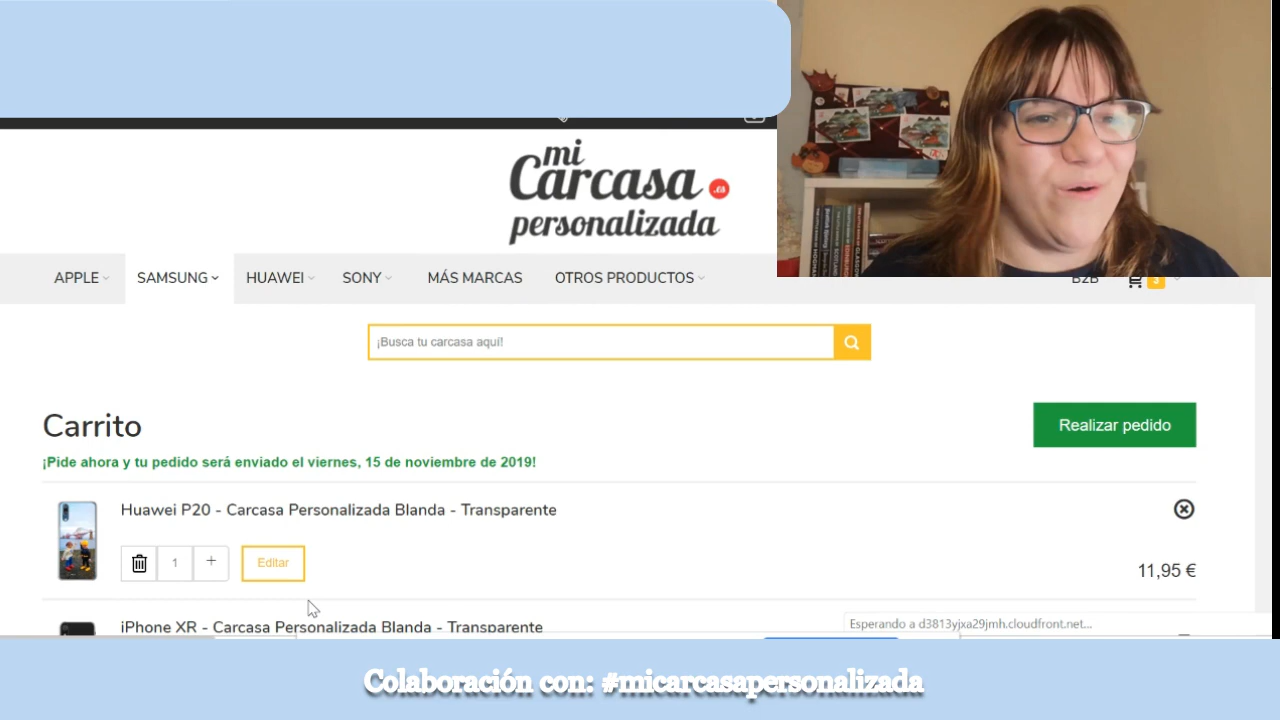 mi
Carcasa .es
personalizada
APPLE SAMSUNG HUAWEI SONY MÁS MARCAS OTROS PRODUCTOS B2B 3
¡Busca tu carcasa aquí!
Carrito
Realizar pedido
¡Pide ahora y tu pedido será enviado el viernes, 15 de noviembre de 2019!
Huawei P20 - Carcasa Personalizada Blanda - Transparente
1 + Editar
11,95 €
iPhone XR - Carcasa Personalizada Blanda - Transparente
Esperando a d3813yjxa29jmh.cloudfront.net...
Colaboración con: #micarcasapersonalizada